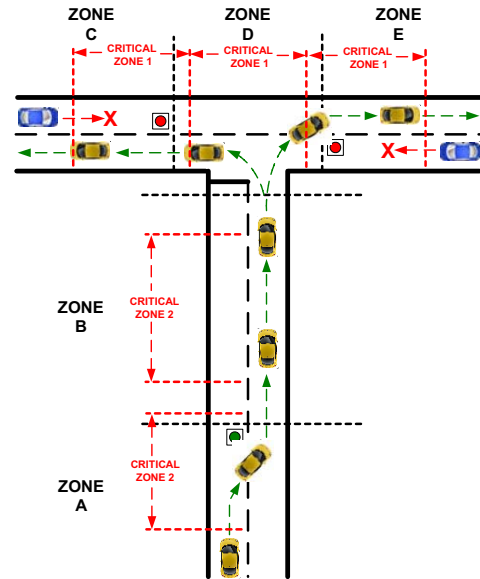 ZONE
C
ZONE
D
ZONE
E
CRITICAL
ZONE 1
CRITICAL
ZONE 1
CRITICAL
ZONE 1
X
X
ZONE
B
CRITICAL
ZONE 2
CRITICAL
ZONE 2
ZONE
A